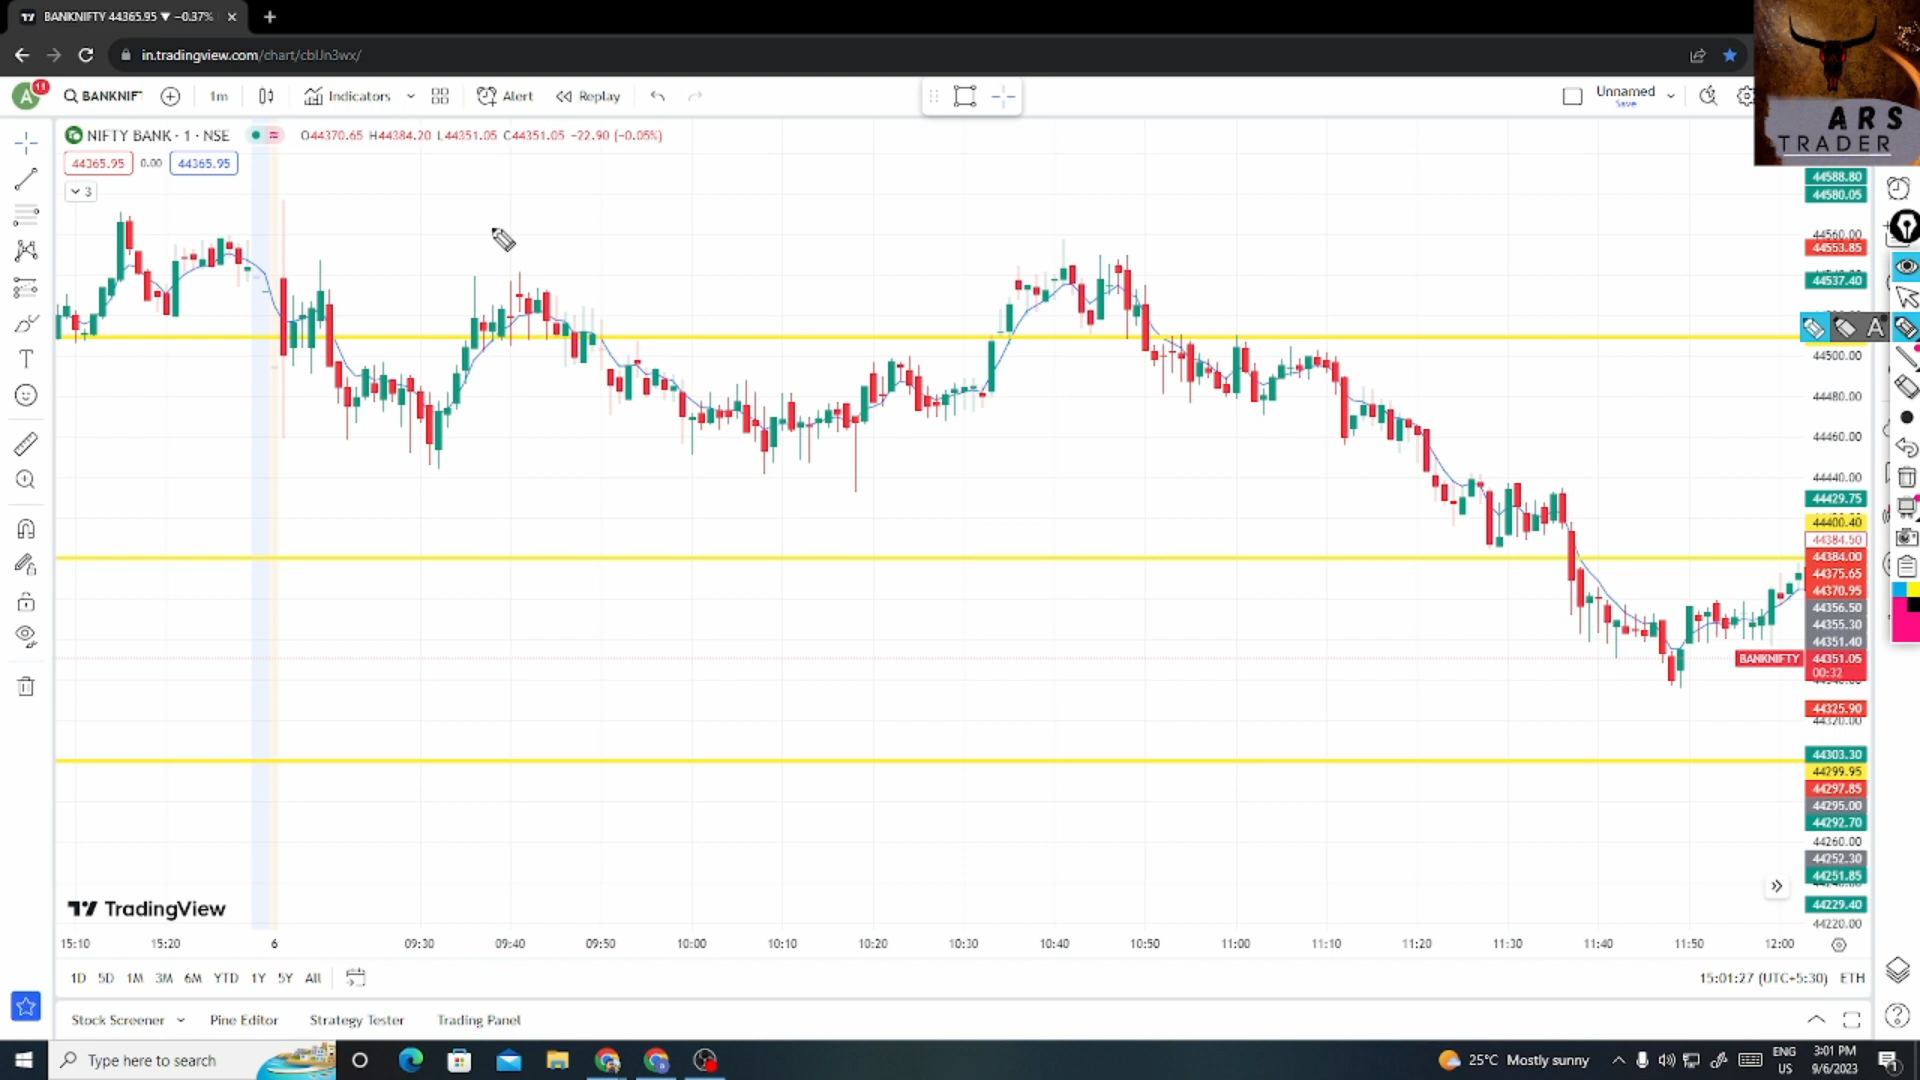 BANKNIFTY 44365.95 ▼ −0.37%
in.tradingview.com/chart/cblJn3wx/
A 11
BANKNIF
1m
Indicators
Alert
Replay
Unnamed
Save
ARS
TRADER
NIFTY BANK · 1 · NSE
O44370.65 H44384.20 L44351.05 C44351.05 −22.90 (−0.05%)
44365.95 0.00 44365.95
3
44588.80
44580.05
44560.00
44553.85
44537.40
A
44500.00
44480.00
44460.00
44440.00
44429.75
44400.40
44384.50
44384.00
44375.65
44370.95
44356.50
44355.30
44351.40
BANKNIFTY 44351.05
00:32
44325.90
44320.00
44303.30
44299.95
44297.85
44295.00
44292.70
44260.00
44252.30
44251.85
44229.40
44220.00
TradingView
15:10 15:20 6 09:30 09:40 09:50 10:00 10:10 10:20 10:30 10:40 10:50 11:00 11:10 11:20 11:30 11:40 11:50 12:00
1D 5D 1M 3M 6M YTD 1Y 5Y All
15:01:27 (UTC+5:30) ETH
Stock Screener Pine Editor Strategy Tester Trading Panel
Type here to search
25°C Mostly sunny
ENG
US
3:01 PM
9/6/2023
1